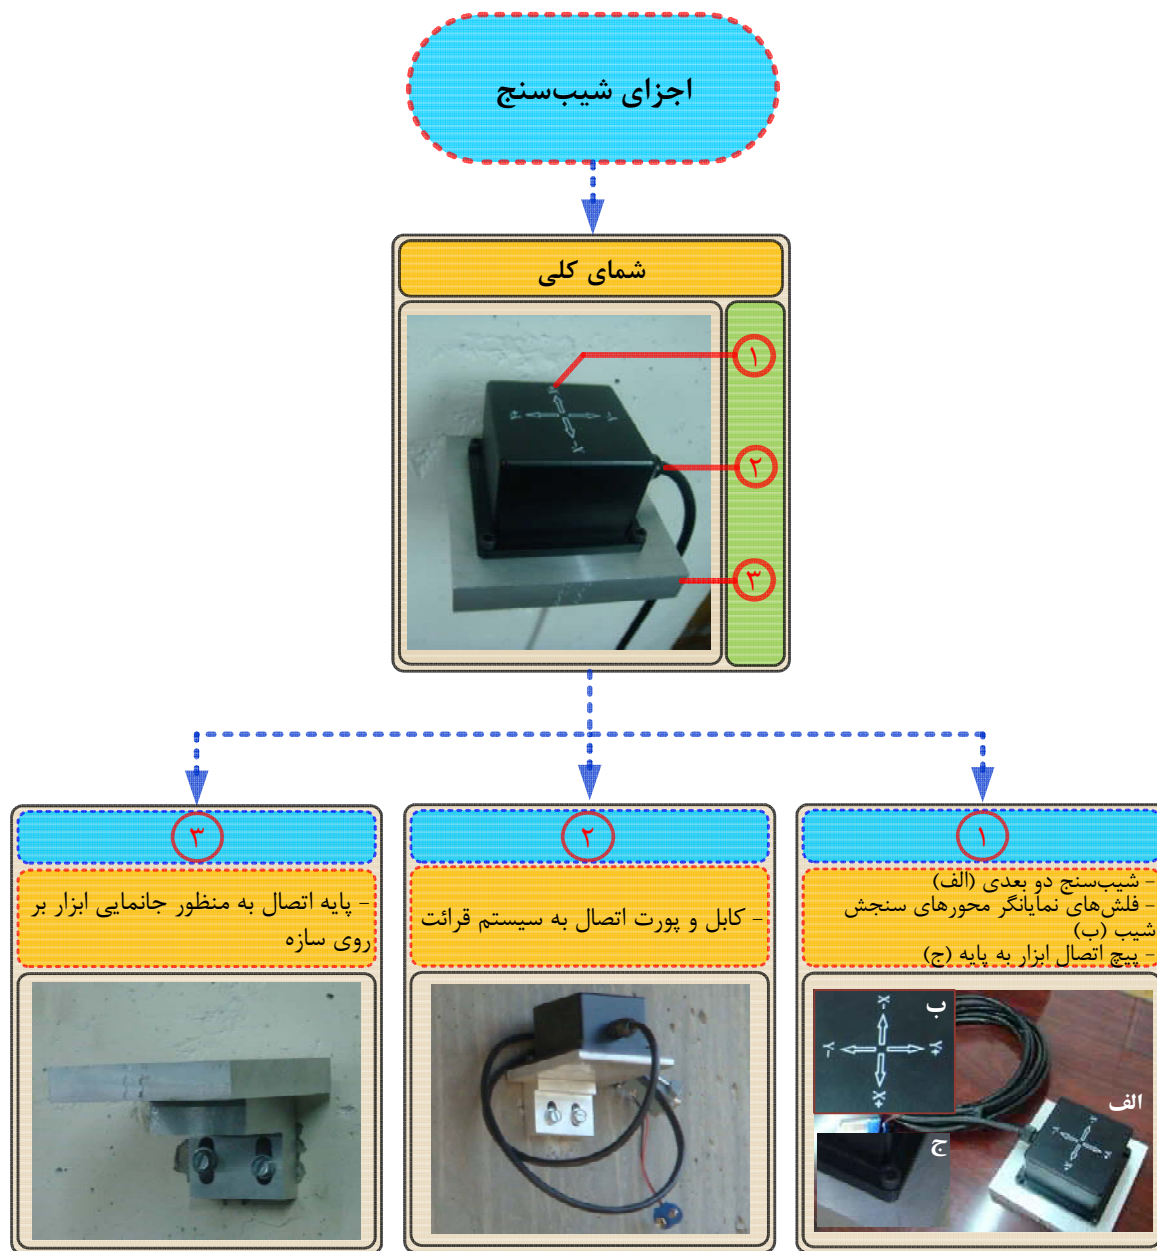 اجزای شیب‌سنج
شمای کلی
۱
۲
۳
۱
- شیب‌سنج دو بعدی (الف)
- فلش‌های نمایانگر محورهای سنجش
شیب (ب)
- پیچ اتصال ابزار به پایه (ج)
ب
X-
Y-
Y+
X+
الف
ج
۲
- کابل و پورت اتصال به سیستم قرائت
۳
- پایه اتصال به منظور جانمایی ابزار بر
روی سازه